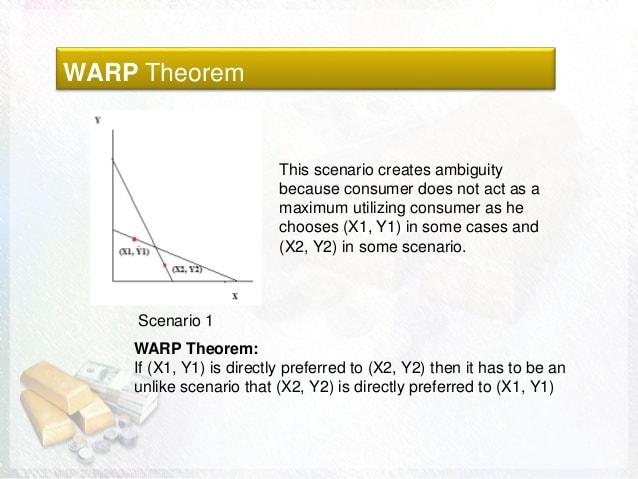 WARP Theorem
Y
(X1, Y1)
(X2, Y2)
X
This scenario creates ambiguity
because consumer does not act as a
maximum utilizing consumer as he
chooses (X1, Y1) in some cases and
(X2, Y2) in some scenario.
Scenario 1
WARP Theorem:
If (X1, Y1) is directly preferred to (X2, Y2) then it has to be an
unlike scenario that (X2, Y2) is directly preferred to (X1, Y1)